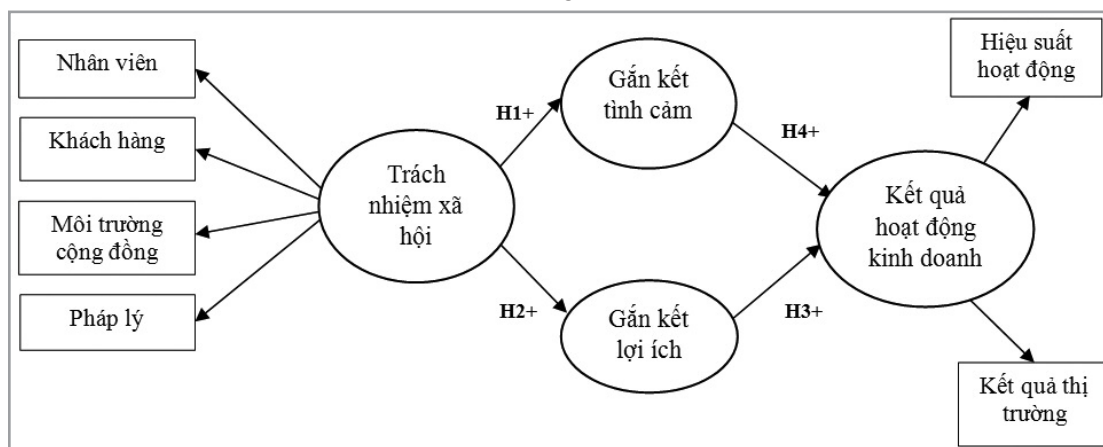 Nhân viên
Khách hàng
Môi trường
cộng đồng
Pháp lý
Trách
nhiệm xã
hội
H1+
H2+
Gắn kết
tình cảm
Gắn kết
lợi ích
H4+
H3+
Kết quả
hoạt động
kinh doanh
Hiệu suất
hoạt động
Kết quả thị
trường